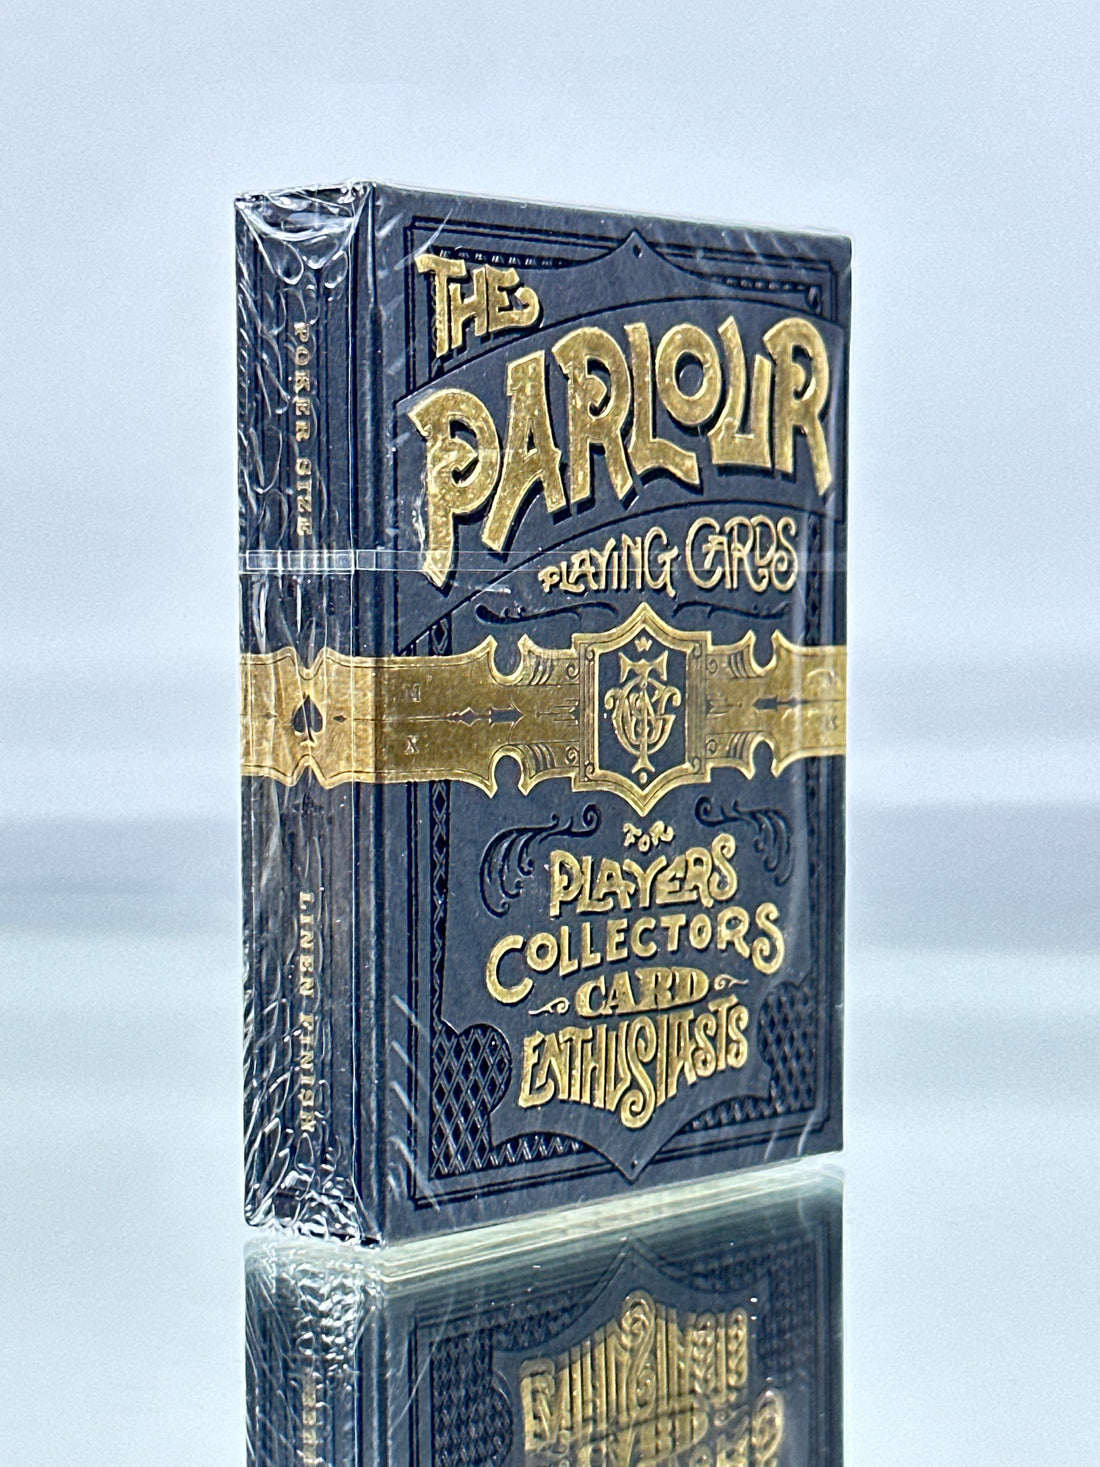 THE
PARLOUR
PLAYING CARDS
FOR
PLAYERS
COLLECTORS
CARD
ENTHUSIASTS
POKER SIZE
LINEN FINISH
M
X